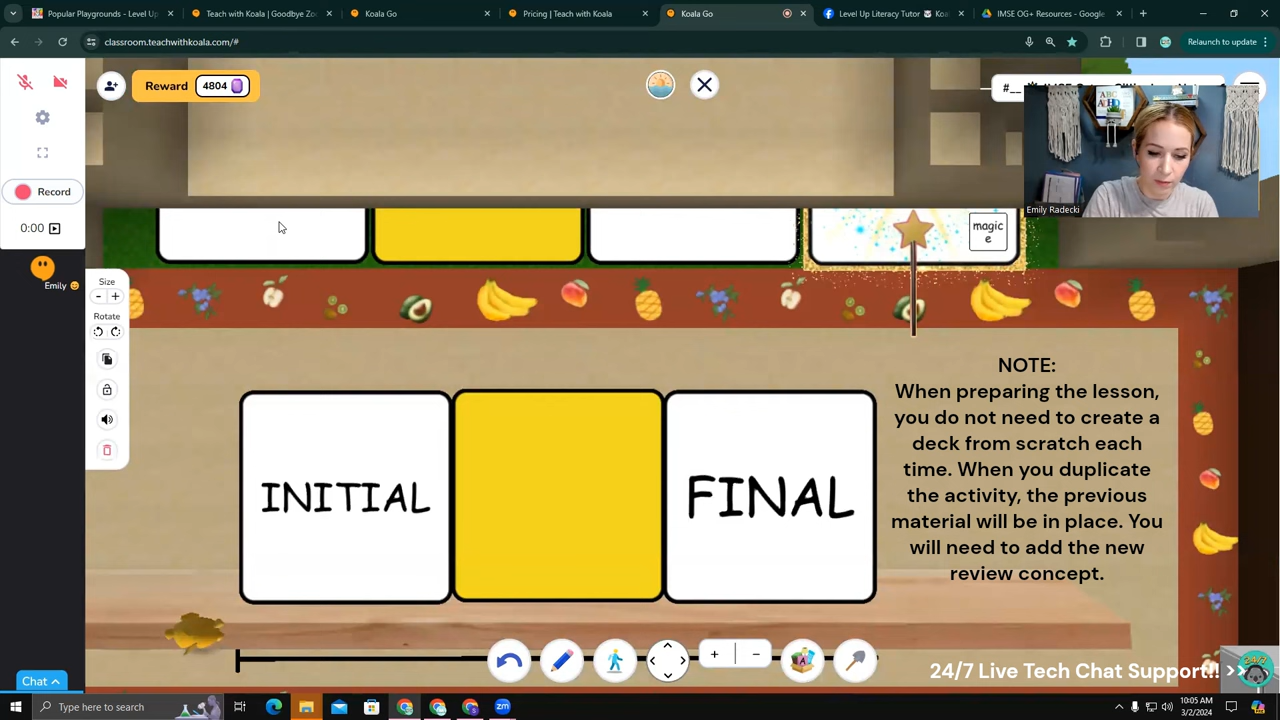 Popular Playgrounds - Level Up
Teach with Koala | Goodbye Zo
Koala Go
Pricing | Teach with Koala
Koala Go
Level Up Literacy Tutor
Koa
IMSE OG+ Resources - Google
classroom.teachwithkoala.com/#
Relaunch to update
Reward
4804
#__
Record
0:00
Emily
Emily Radecki
magic
e
Size
Rotate
INITIAL
FINAL
NOTE:
When preparing the lesson,
you do not need to create a
deck from scratch each
time. When you duplicate
the activity, the previous
material will be in place. You
will need to add the new
review concept.
24/7 Live Tech Chat Support!! >>
24/7
Chat
Type here to search
10:05 AM
3/2/2024